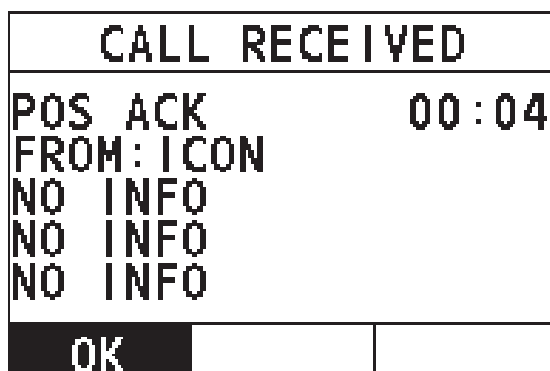 CALL RECEIVED
POS ACK 00:04
FROM:ICON
NO INFO
NO INFO
NO INFO
OK